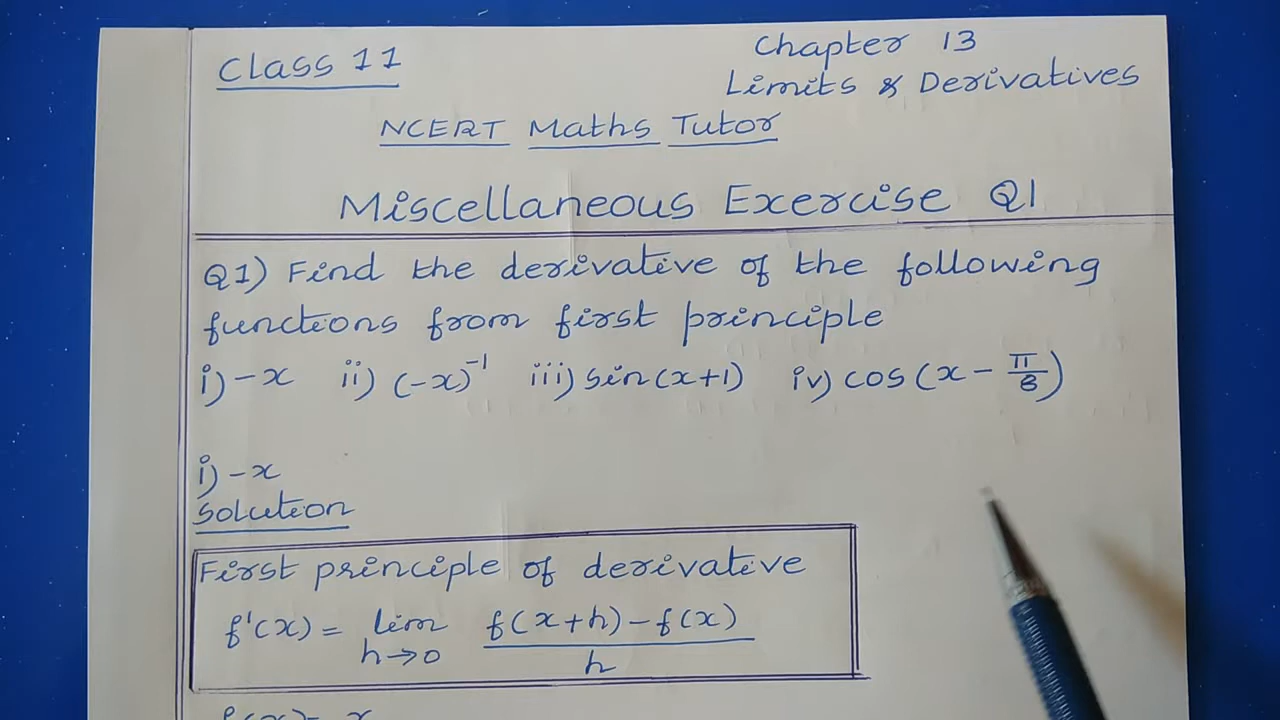 Class 11
Chapter 13
Limits & Derivatives
NCERT Maths Tutor
Miscellaneous Exercise Q1
Q1) Find the derivative of the following
functions from first principle
i) -x ii) (-x)⁻¹ iii) sin(x+1) iv) cos(x - π/8)
i) -x
Solution
First principle of derivative
f'(x) = lim h→0 f(x+h) - f(x) / h